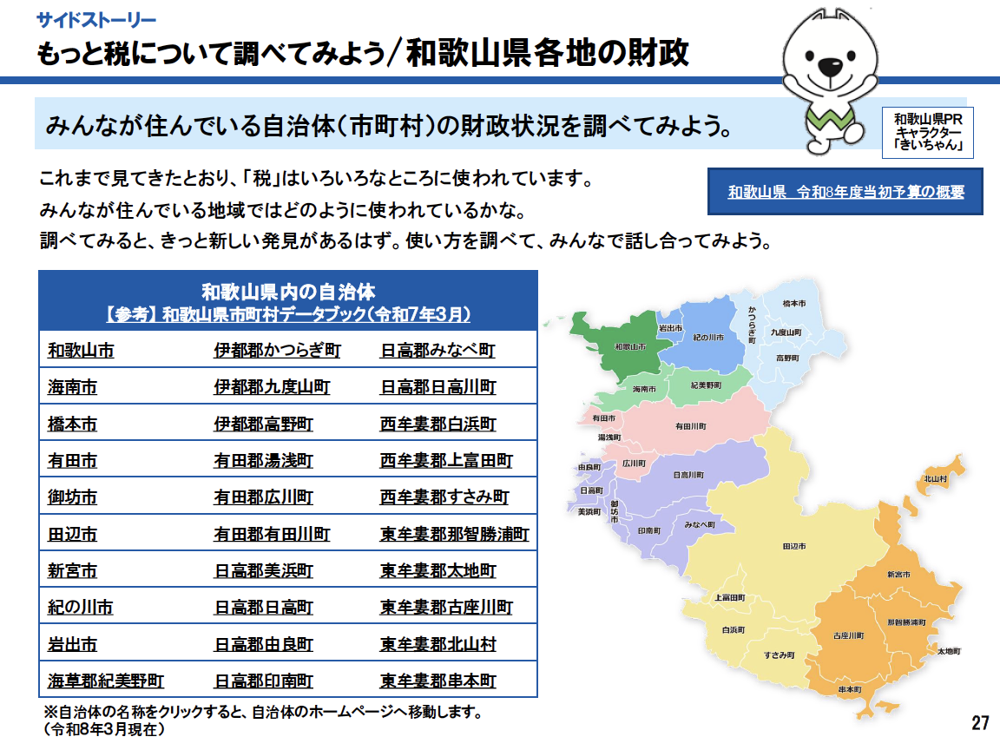 サイドストーリー
もっと税について調べてみよう/和歌山県各地の財政
みんなが住んでいる自治体(市町村)の財政状況を調べてみよう。
和歌山県PR
キャラクター
「きいちゃん」
これまで見てきたとおり、「税」はいろいろなところに使われています。
みんなが住んでいる地域ではどのように使われているかな。
調べてみると、きっと新しい発見があるはず。使い方を調べて、みんなで話し合ってみよう。
和歌山県 令和8年度当初予算の概要
和歌山県内の自治体
【参考】和歌山県市町村データブック(令和7年3月)
和歌山市 伊都郡かつらぎ町 日高郡みなべ町
海南市 伊都郡九度山町 日高郡日高川町
橋本市 伊都郡高野町 西牟婁郡白浜町
有田市 有田郡湯浅町 西牟婁郡上富田町
御坊市 有田郡広川町 西牟婁郡すさみ町
田辺市 有田郡有田川町 東牟婁郡那智勝浦町
新宮市 日高郡美浜町 東牟婁郡太地町
紀の川市 日高郡日高町 東牟婁郡古座川町
岩出市 日高郡由良町 東牟婁郡北山村
海草郡紀美野町 日高郡印南町 東牟婁郡串本町
※自治体の名称をクリックすると、自治体のホームページへ移動します。
(令和8年3月現在)
橋本市
かつらぎ町
岩出市
紀の川市
九度山町
和歌山市
高野町
海南市
紀美野町
有田市
有田川町
湯浅町
広川町
由良町
日高川町
北山村
日高町
御坊市
美浜町
印南町
みなべ町
田辺市
新宮市
上富田町
那智勝浦町
白浜町
古座川町
太地町
すさみ町
串本町
27